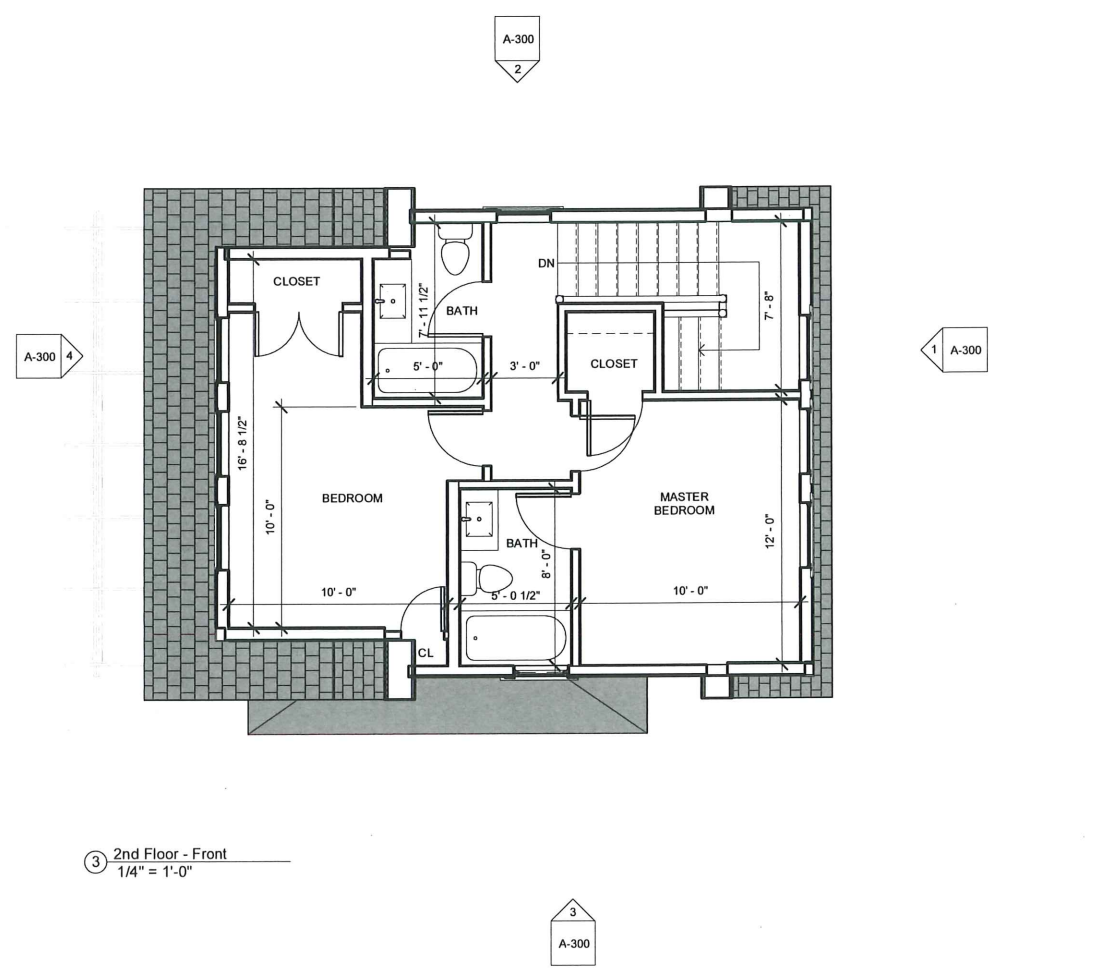 A-300
2
DN
CLOSET
BATH
7' - 11 1/2"
7' - 8"
A-300 4
1 A-300
5' - 0"
3' - 0"
CLOSET
16' - 8 1/2"
10' - 0"
BEDROOM
MASTER
BEDROOM
12' - 0"
BATH
8' - 0"
10' - 0"
5' - 0 1/2"
10' - 0"
CL
3
2nd Floor - Front
1/4" = 1'-0"
3
A-300